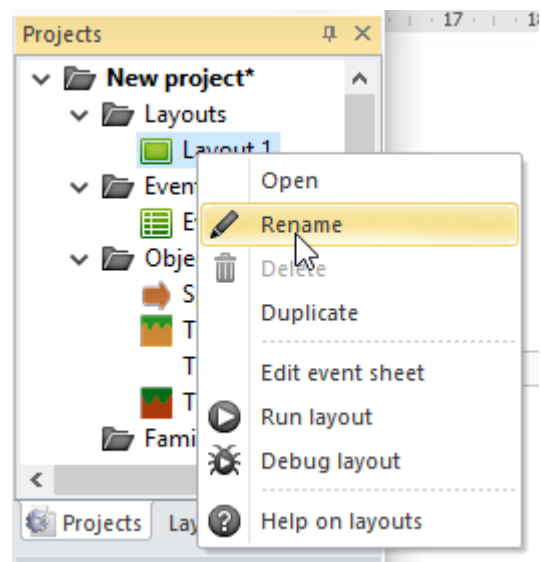 Projects
17
New project*
Layouts
Layout 1
Open
Rename
Delete
Duplicate
Edit event sheet
Run layout
Debug layout
Help on layouts
Projects